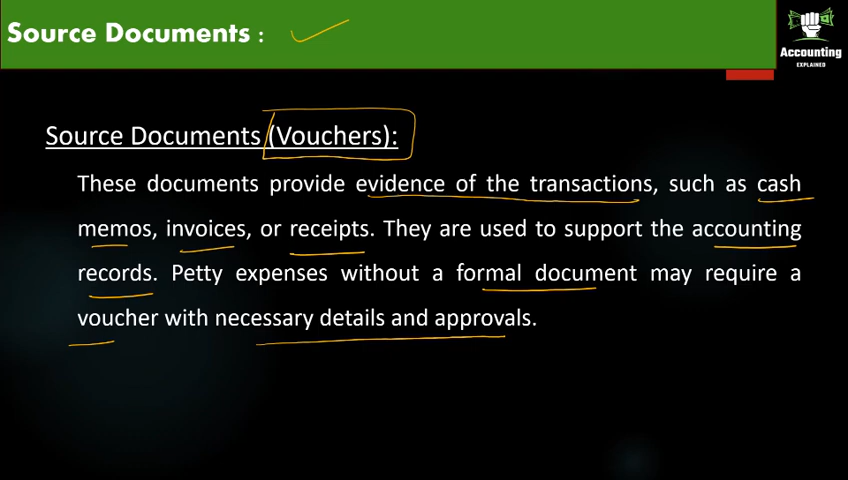 Source Documents :
Accounting
EXPLAINED
Source Documents (Vouchers):
These documents provide evidence of the transactions, such as cash
memos, invoices, or receipts. They are used to support the accounting
records. Petty expenses without a formal document may require a
voucher with necessary details and approvals.